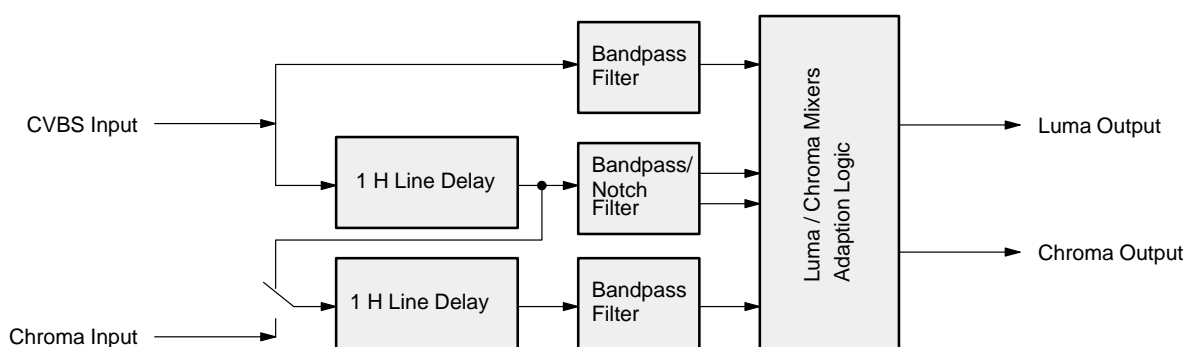 Bandpass
Filter
CVBS Input
Luma Output
1 H Line Delay
Bandpass/
Notch
Filter
Luma / Chroma Mixers
Adaption Logic
Chroma Output
1 H Line Delay
Bandpass
Filter
Chroma Input